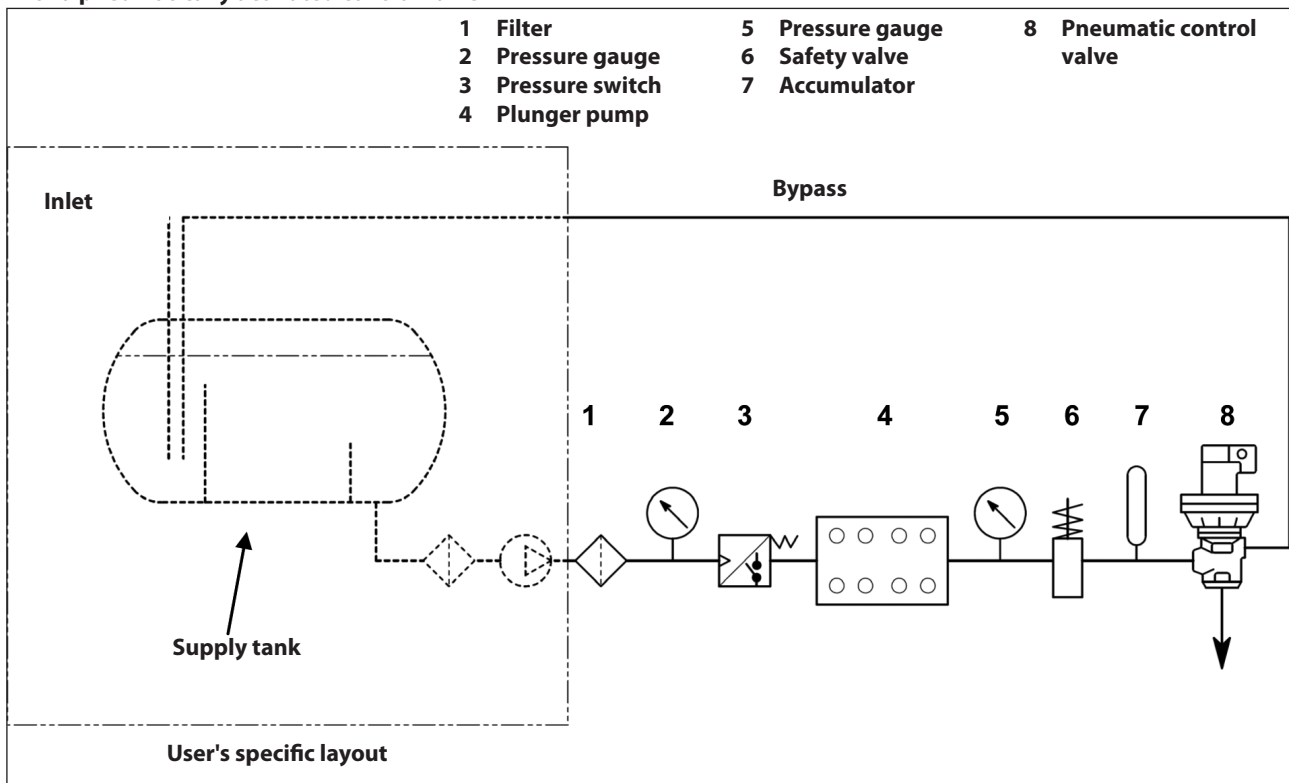 1 Filter
2 Pressure gauge
3 Pressure switch
4 Plunger pump
5 Pressure gauge
6 Safety valve
7 Accumulator
8 Pneumatic control
valve
Inlet
Bypass
1 2 3 4 5 6 7 8
Supply tank
User's specific layout